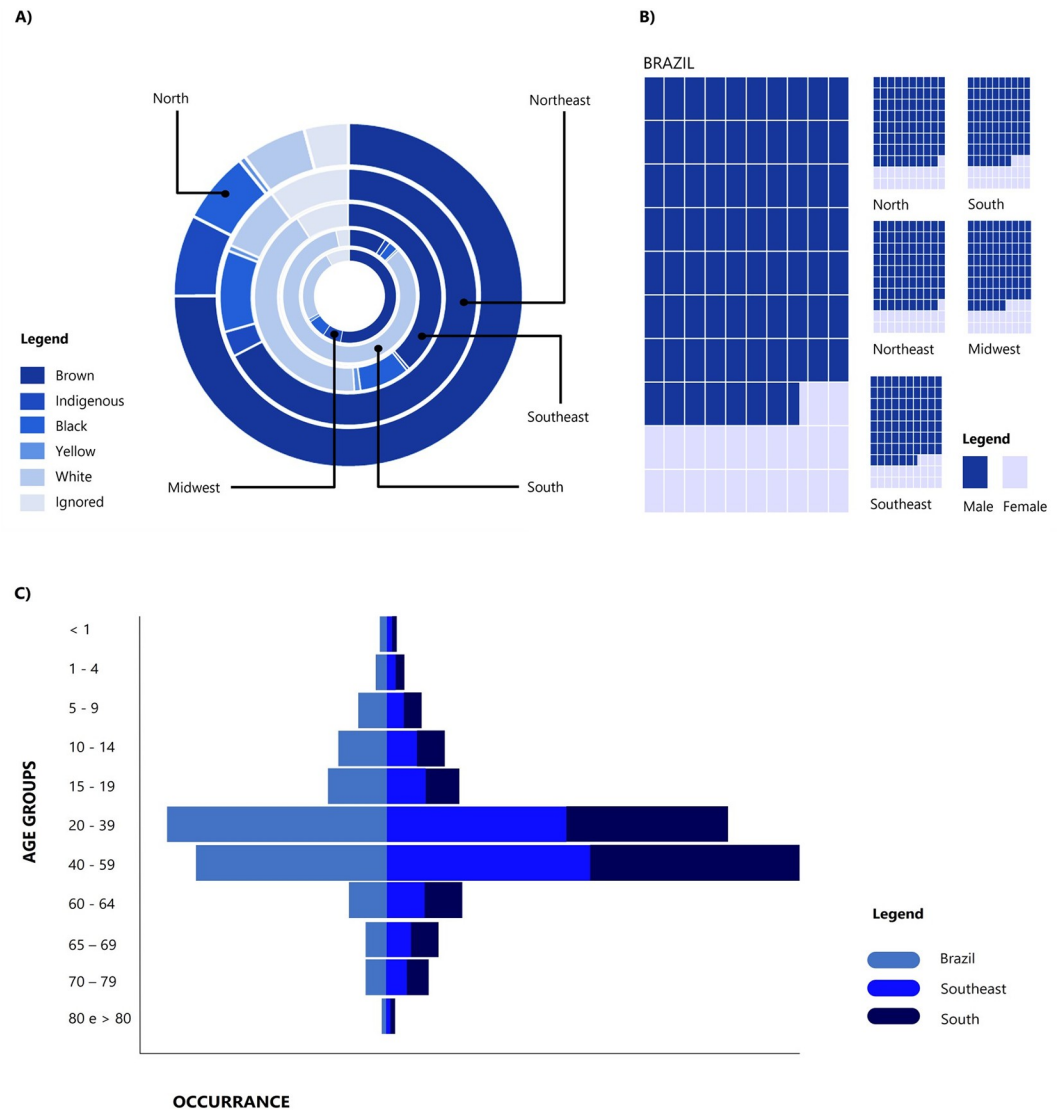 A)
North
Northeast
Southeast
South
Midwest
Legend
Brown
Indigenous
Black
Yellow
White
Ignored
B)
BRAZIL
North
South
Northeast
Midwest
Southeast
Legend
Male Female
C)
AGE GROUPS
< 1
1 - 4
5 - 9
10 - 14
15 - 19
20 - 39
40 - 59
60 - 64
65 – 69
70 – 79
80 e > 80
OCCURRANCE
Legend
Brazil
Southeast
South